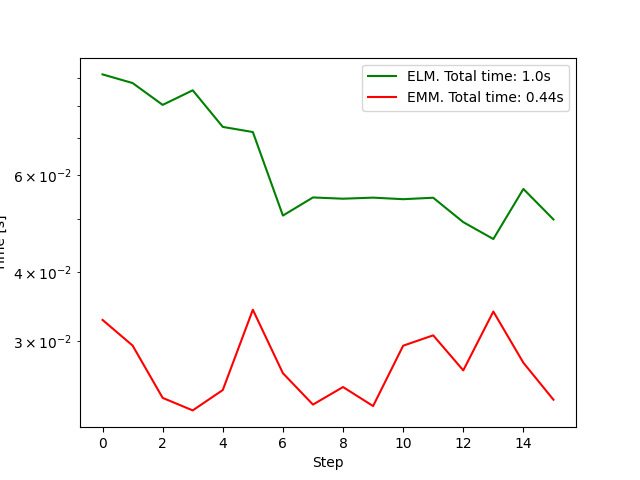 ELM. Total time: 1.0s
EMM. Total time: 0.44s
6 × 10⁻²
4 × 10⁻²
3 × 10⁻²
[s]
0 2 4 6 8 10 12 14
Step